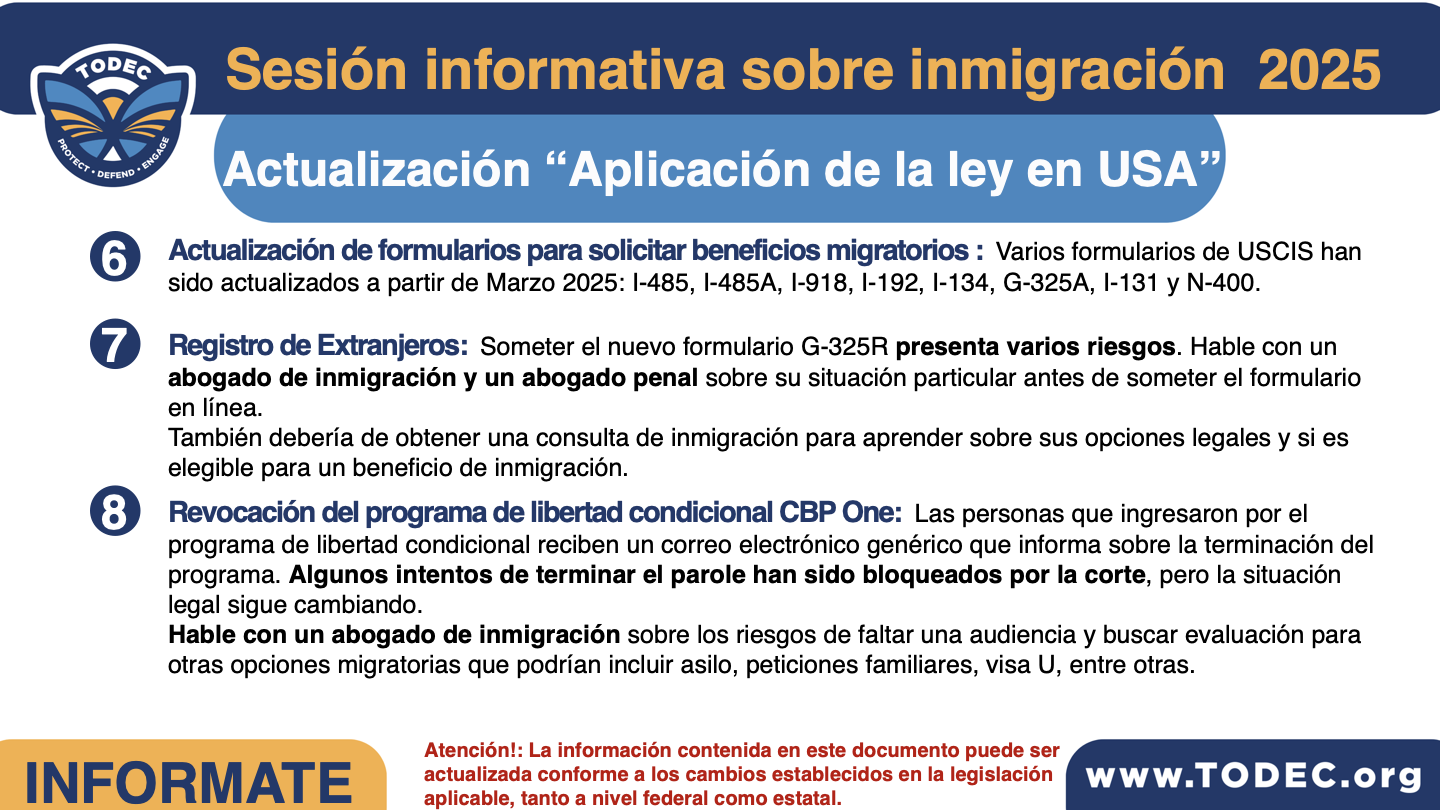 TODEC
PROTECT • DEFEND • ENGAGE
Sesión informativa sobre inmigración 2025
Actualización “Aplicación de la ley en USA”
6 Actualización de formularios para solicitar beneficios migratorios : Varios formularios de USCIS han
sido actualizados a partir de Marzo 2025: I-485, I-485A, I-918, I-192, I-134, G-325A, I-131 y N-400.
7 Registro de Extranjeros: Someter el nuevo formulario G-325R presenta varios riesgos. Hable con un
abogado de inmigración y un abogado penal sobre su situación particular antes de someter el formulario
en línea.
También debería de obtener una consulta de inmigración para aprender sobre sus opciones legales y si es
elegible para un beneficio de inmigración.
8 Revocación del programa de libertad condicional CBP One: Las personas que ingresaron por el
programa de libertad condicional reciben un correo electrónico genérico que informa sobre la terminación del
programa. Algunos intentos de terminar el parole han sido bloqueados por la corte, pero la situación
legal sigue cambiando.
Hable con un abogado de inmigración sobre los riesgos de faltar una audiencia y buscar evaluación para
otras opciones migratorias que podrían incluir asilo, peticiones familiares, visa U, entre otras.
INFORMATE
Atención!: La información contenida en este documento puede ser
actualizada conforme a los cambios establecidos en la legislación
aplicable, tanto a nivel federal como estatal.
www.TODEC.org